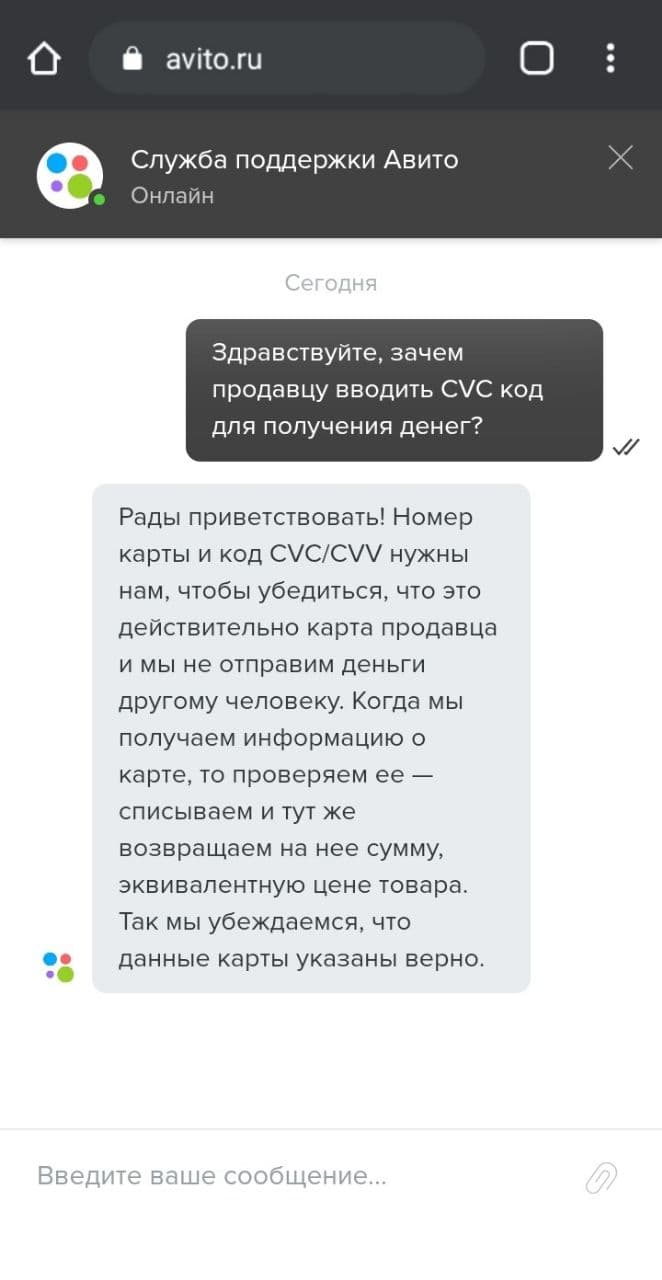 avito.ru
Служба поддержки Авито
Онлайн
Сегодня
Здравствуйте, зачем
продавцу вводить CVC код
для получения денег?
Рады приветствовать! Номер
карты и код CVC/CVV нужны
нам, чтобы убедиться, что это
действительно карта продавца
и мы не отправим деньги
другому человеку. Когда мы
получаем информацию о
карте, то проверяем ее —
списываем и тут же
возвращаем на нее сумму,
эквивалентную цене товара.
Так мы убеждаемся, что
данные карты указаны верно.
Введите ваше сообщение...